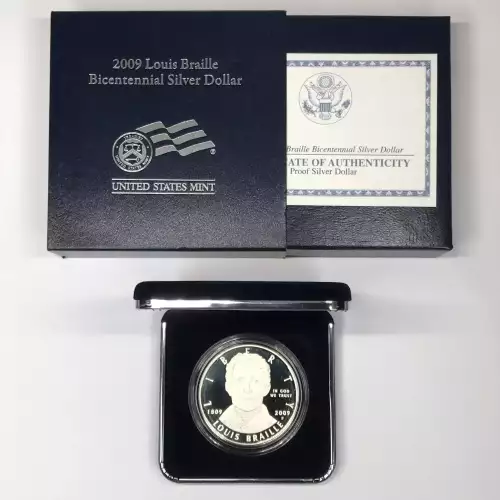 2009 Louis Braille
Bicentennial Silver Dollar
UNITED STATES MINT
Braille Bicentennial Silver Dollar
ATE OF AUTHENTICITY
Proof Silver Dollar
LIBERTY
IN GOD
WE TRUST
1809 2009
LOUIS BRAILLE